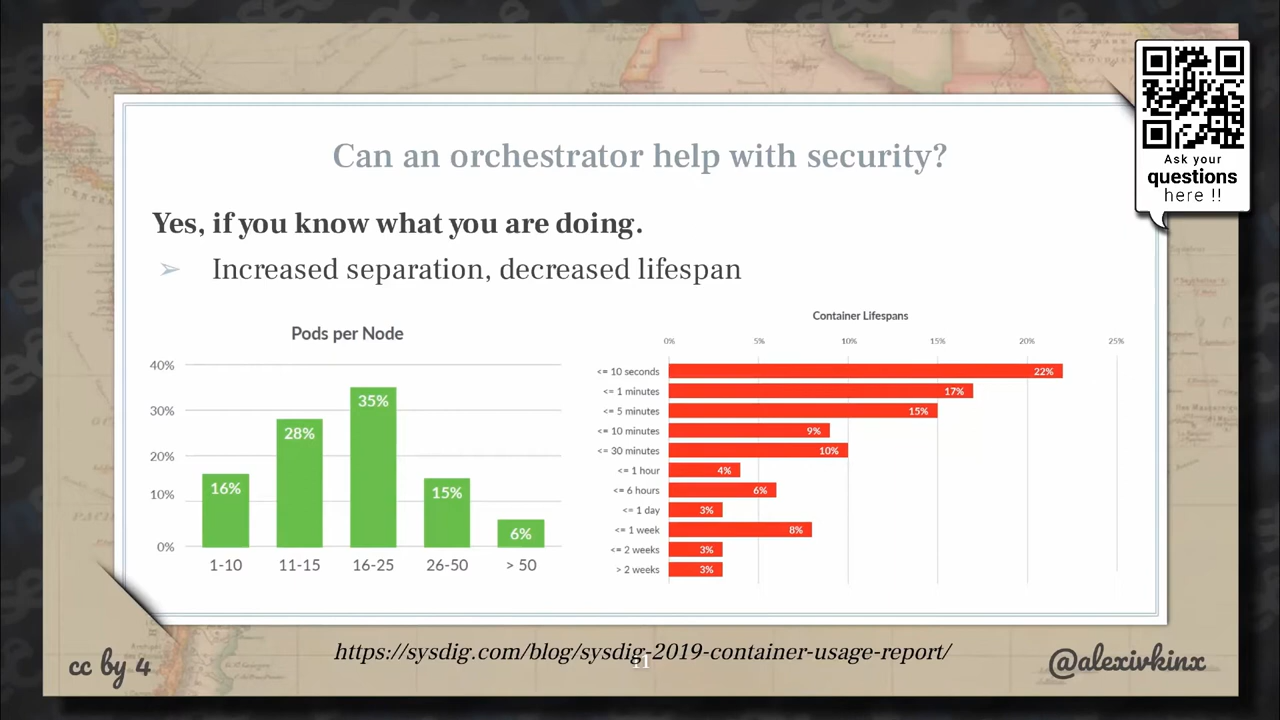 Can an orchestrator help with security?
Yes, if you know what you are doing.
➢ Increased separation, decreased lifespan
Pods per Node
40%
30%
20%
10%
0%
16%
28%
35%
15%
6%
1-10
11-15
16-25
26-50
> 50
Container Lifespans
0%
5%
10%
15%
20%
25%
<= 10 seconds 22%
<= 1 minutes 17%
<= 5 minutes 15%
<= 10 minutes 9%
<= 30 minutes 10%
<= 1 hour 4%
<= 6 hours 6%
<= 1 day 3%
<= 1 week 8%
<= 2 weeks 3%
> 2 weeks 3%
Ask your
questions
here !!
cc by 4
https://sysdig.com/blog/sysdig-2019-container-usage-report/
11
@alexivkinx